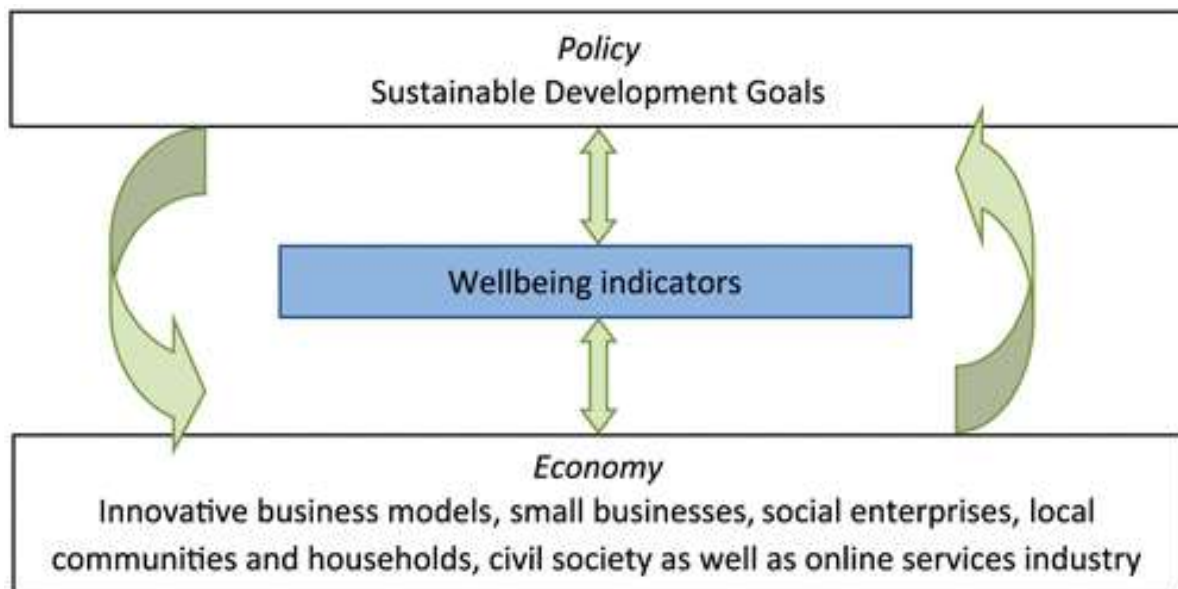 Policy
Sustainable Development Goals
Wellbeing indicators
Economy
Innovative business models, small businesses, social enterprises, local
communities and households, civil society as well as online services industry